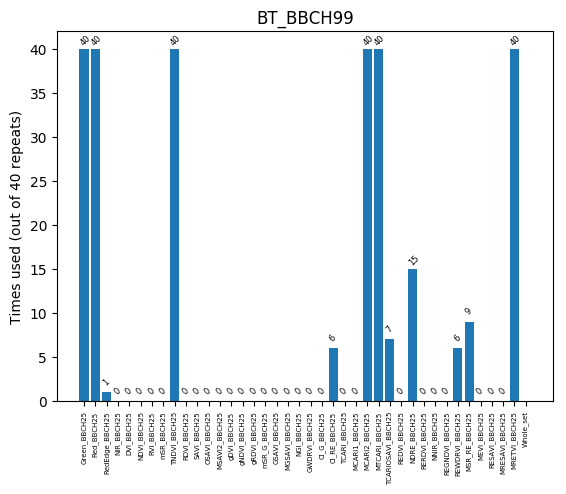 BT_BBCH99
Times used (out of 40 repeats)
40
35
30
25
20
15
10
5
0
40
40
1
0
0
0
0
0
40
0
0
0
0
0
0
0
0
0
0
0
0
0
6
0
0
40
40
7
0
15
0
0
0
6
9
0
0
0
40
Green_BBCH25
Red_BBCH25
RedEdge_BBCH25
NIR_BBCH25
DVI_BBCH25
NDVI_BBCH25
RVI_BBCH25
mSR_BBCH25
TNDVI_BBCH25
RDVI_BBCH25
SAVI_BBCH25
OSAVI_BBCH25
MSAVI2_BBCH25
gDVI_BBCH25
gNDVI_BBCH25
gRDVI_BBCH25
mSR_G_BBCH25
GSAVI_BBCH25
MGSAVI_BBCH25
NGI_BBCH25
GWDRVI_BBCH25
CI_G_BBCH25
CI_RE_BBCH25
TCARI_BBCH25
MCARI1_BBCH25
MCARI2_BBCH25
MTCARI_BBCH25
TCARIOSAVI_BBCH25
REDVI_BBCH25
NDRE_BBCH25
RERDVI_BBCH25
NNIR_BBCH25
REGNDVI_BBCH25
REWDRVI_BBCH25
MSR_RE_BBCH25
MEVI_BBCH25
RESAVI_BBCH25
MRESAVI_BBCH25
MRETVI_BBCH25
Whole_set